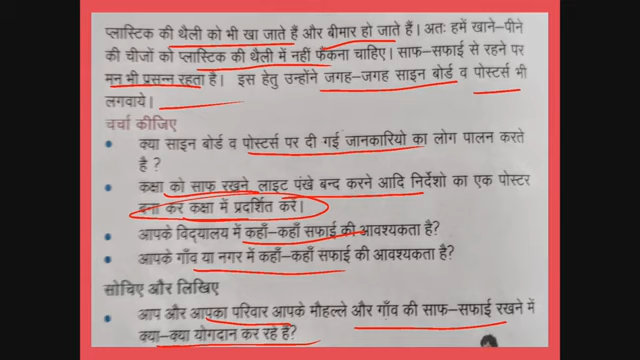 प्लास्टिक की थैली को भी खा जाते हैं और बीमार हो जाते हैं। अतः हमें खाने-पीने
की चीजों को प्लास्टिक की थैली में नहीं फैंकना चाहिए। साफ-सफाई से रहने पर
मन भी प्रसन्न रहता है। इस हेतु उन्होंने जगह-जगह साइन बोर्ड व पोस्टर्स भी
लगवाये।
चर्चा कीजिए
• क्या साइन बोर्ड व पोस्टर्स पर दी गई जानकारियो का लोग पालन करते
है ?
• कक्षा को साफ रखने, लाइट पंखे बन्द करने आदि निर्देशो का एक पोस्टर
बना कर कक्षा में प्रदर्शित करें।
• आपके विद्यालय में कहाँ-कहाँ सफाई की आवश्यकता है?
• आपके गाँव या नगर में कहाँ-कहाँ सफाई की आवश्यकता है?
सोचिए और लिखिए
• आप और आपका परिवार आपके मौहल्ले और गाँव की साफ-सफाई रखने में
क्या-क्या योगदान कर रहे हैं?